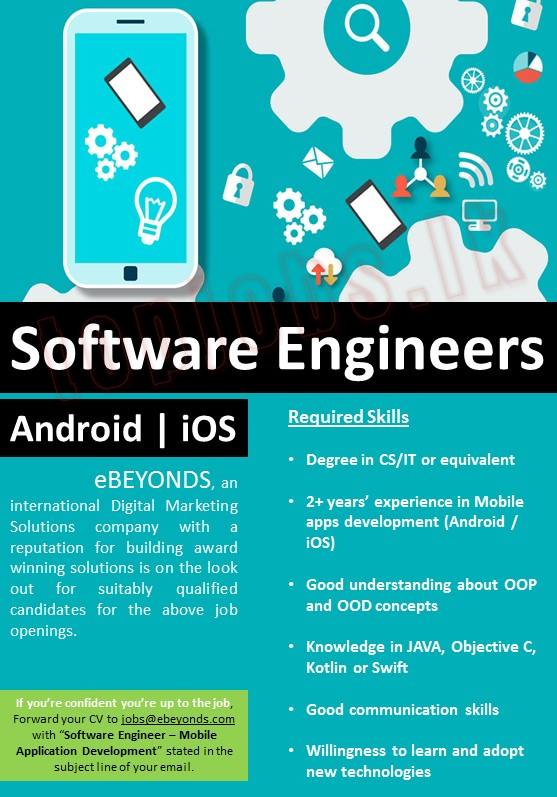 topjobs.lk
Software Engineers
Android | iOS
eBEYONDS, an
international Digital Marketing
Solutions company with a
reputation for building award
winning solutions is on the look
out for suitably qualified
candidates for the above job
openings.
If you're confident you're up to the job,
Forward your CV to jobs@ebeyonds.com
with “Software Engineer – Mobile
Application Development” stated in the
subject line of your email.
Required Skills
• Degree in CS/IT or equivalent
• 2+ years’ experience in Mobile
apps development (Android /
iOS)
• Good understanding about OOP
and OOD concepts
• Knowledge in JAVA, Objective C,
Kotlin or Swift
• Good communication skills
• Willingness to learn and adopt
new technologies